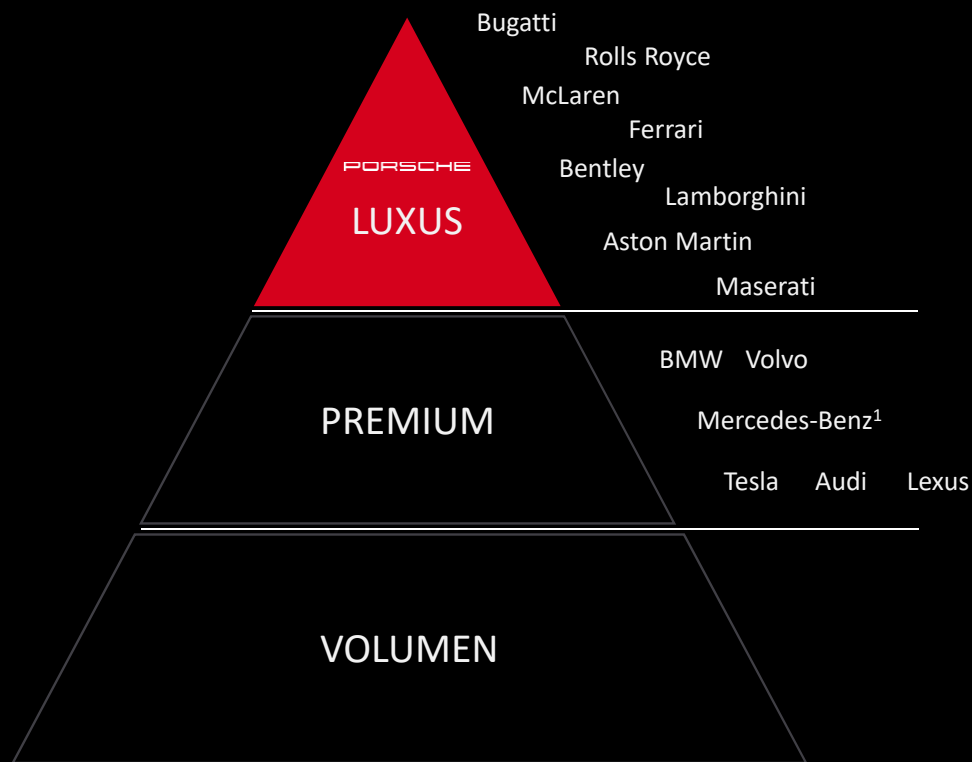 Bugatti
Rolls Royce
McLaren
Ferrari
PORSCHE
Bentley
Lamborghini
LUXUS
Aston Martin
Maserati
BMW Volvo
PREMIUM
Mercedes-Benz¹
Tesla Audi Lexus
VOLUMEN